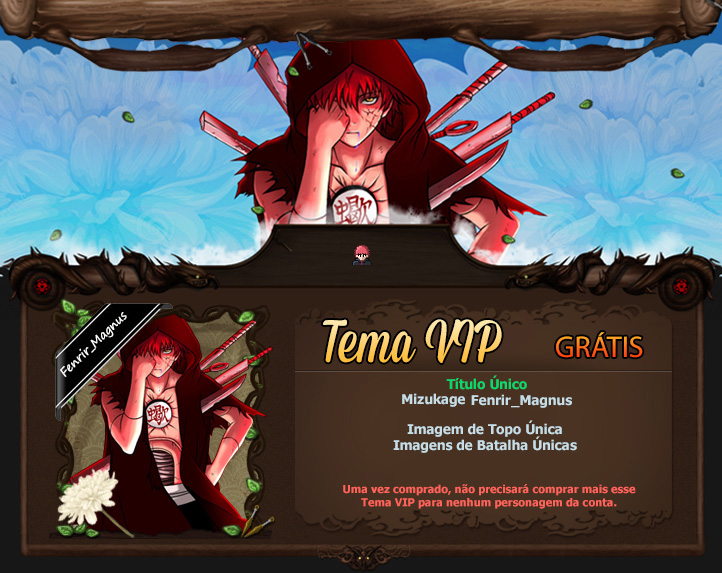 蠍
Fenrir_Magnus
Tema VIP
GRÁTIS
Título Único
Mizukage Fenrir_Magnus
Imagem de Topo Única
Imagens de Batalha Únicas
Uma vez comprado, não precisará comprar mais esse
Tema VIP para nenhum personagem da conta.